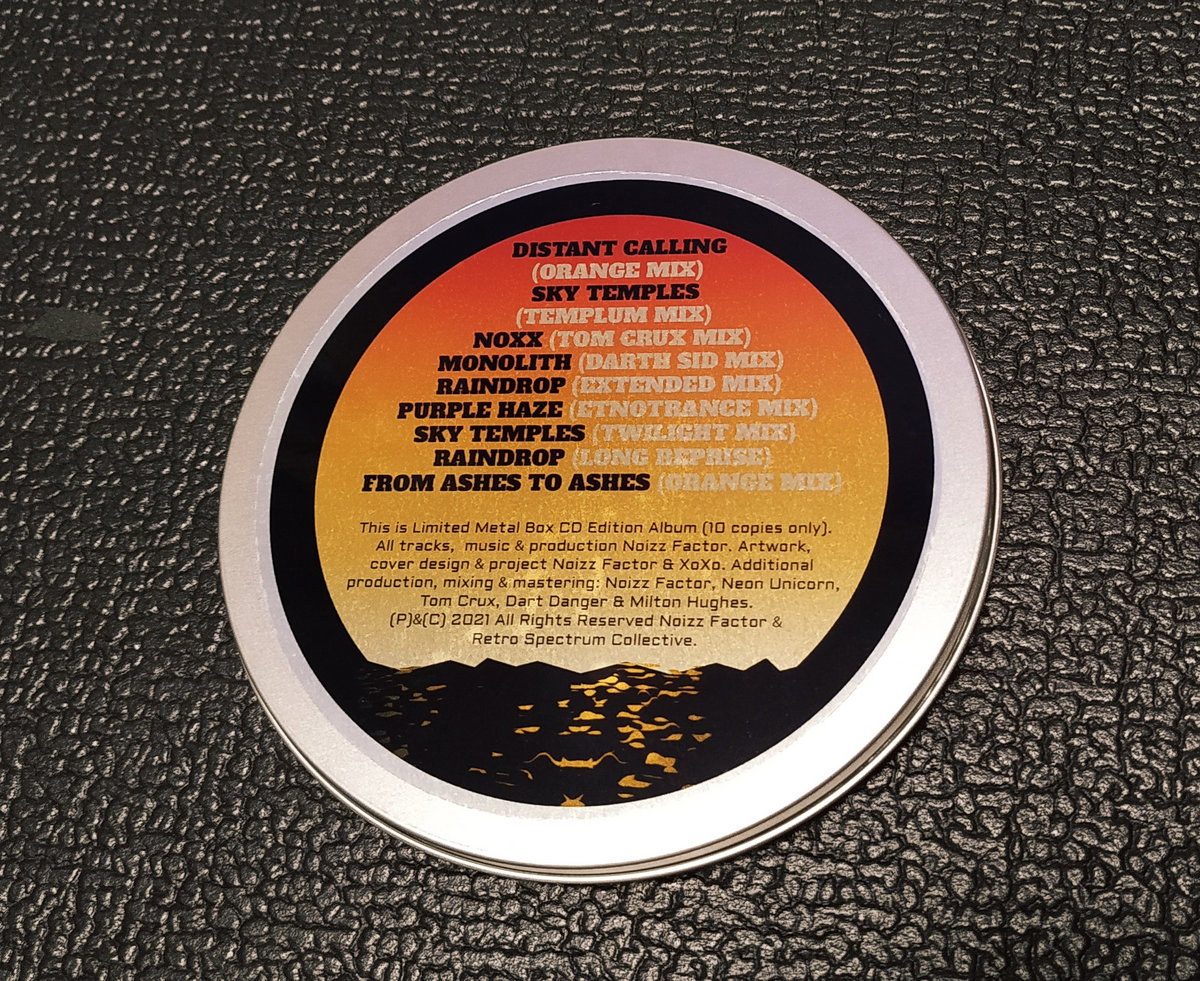 DISTANT CALLING
(ORANGE MIX)
SKY TEMPLES
(TEMPLUM MIX)
NOXX (TOM CRUX MIX)
MONOLITH (DARTH SID MIX)
RAINDROP (EXTENDED MIX)
PURPLE HAZE (ETNOTRANCE MIX)
SKY TEMPLES (TWILIGHT MIX)
RAINDROP (LONG REPRISE)
FROM ASHES TO ASHES (ORANGE MIX)
This is Limited Metal Box CD Edition Album (10 copies only).
All tracks, music & production Noizz Factor. Artwork,
cover design & project Noizz Factor & XoXo. Additional
production, mixing & mastering: Noizz Factor, Neon Unicorn,
Tom Crux, Dart Danger & Milton Hughes.
(P)&(C) 2021 All Rights Reserved Noizz Factor &
Retro Spectrum Collective.